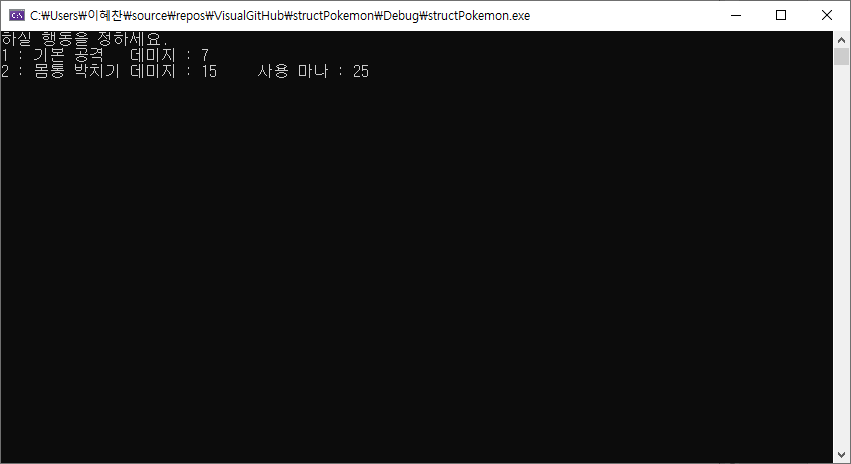 C:₩Users₩이혜찬₩source₩repos₩VisualGitHub₩structPokemon₩Debug₩structPokemon.exe
하실 행동을 정하세요.
1 : 기본 공격 데미지 : 7
2 : 몸통 박치기 데미지 : 15 사용 마나 : 25